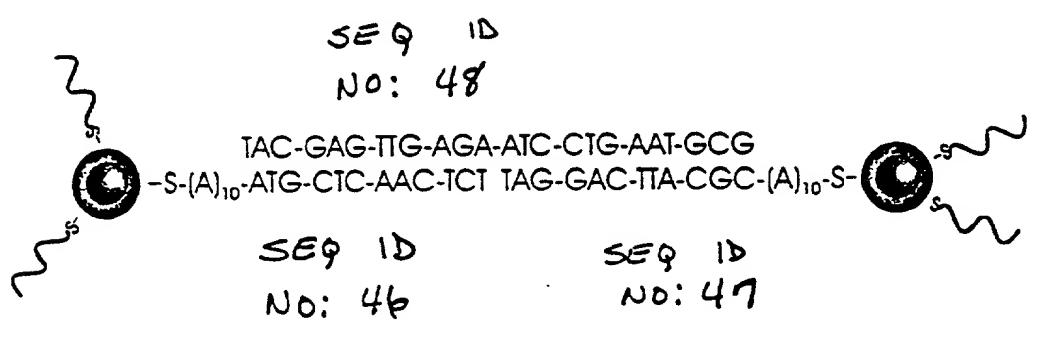 SEQ ID
NO: 48
TAC-GAG-TTG-AGA-ATC-CTG-AAT-GCG
S S
-S-(A)₁₀-ATG-CTC-AAC-TCT TAG-GAC-TTA-CGC-(A)₁₀-S-
S S
SEQ ID SEQ ID
NO: 46 NO: 47